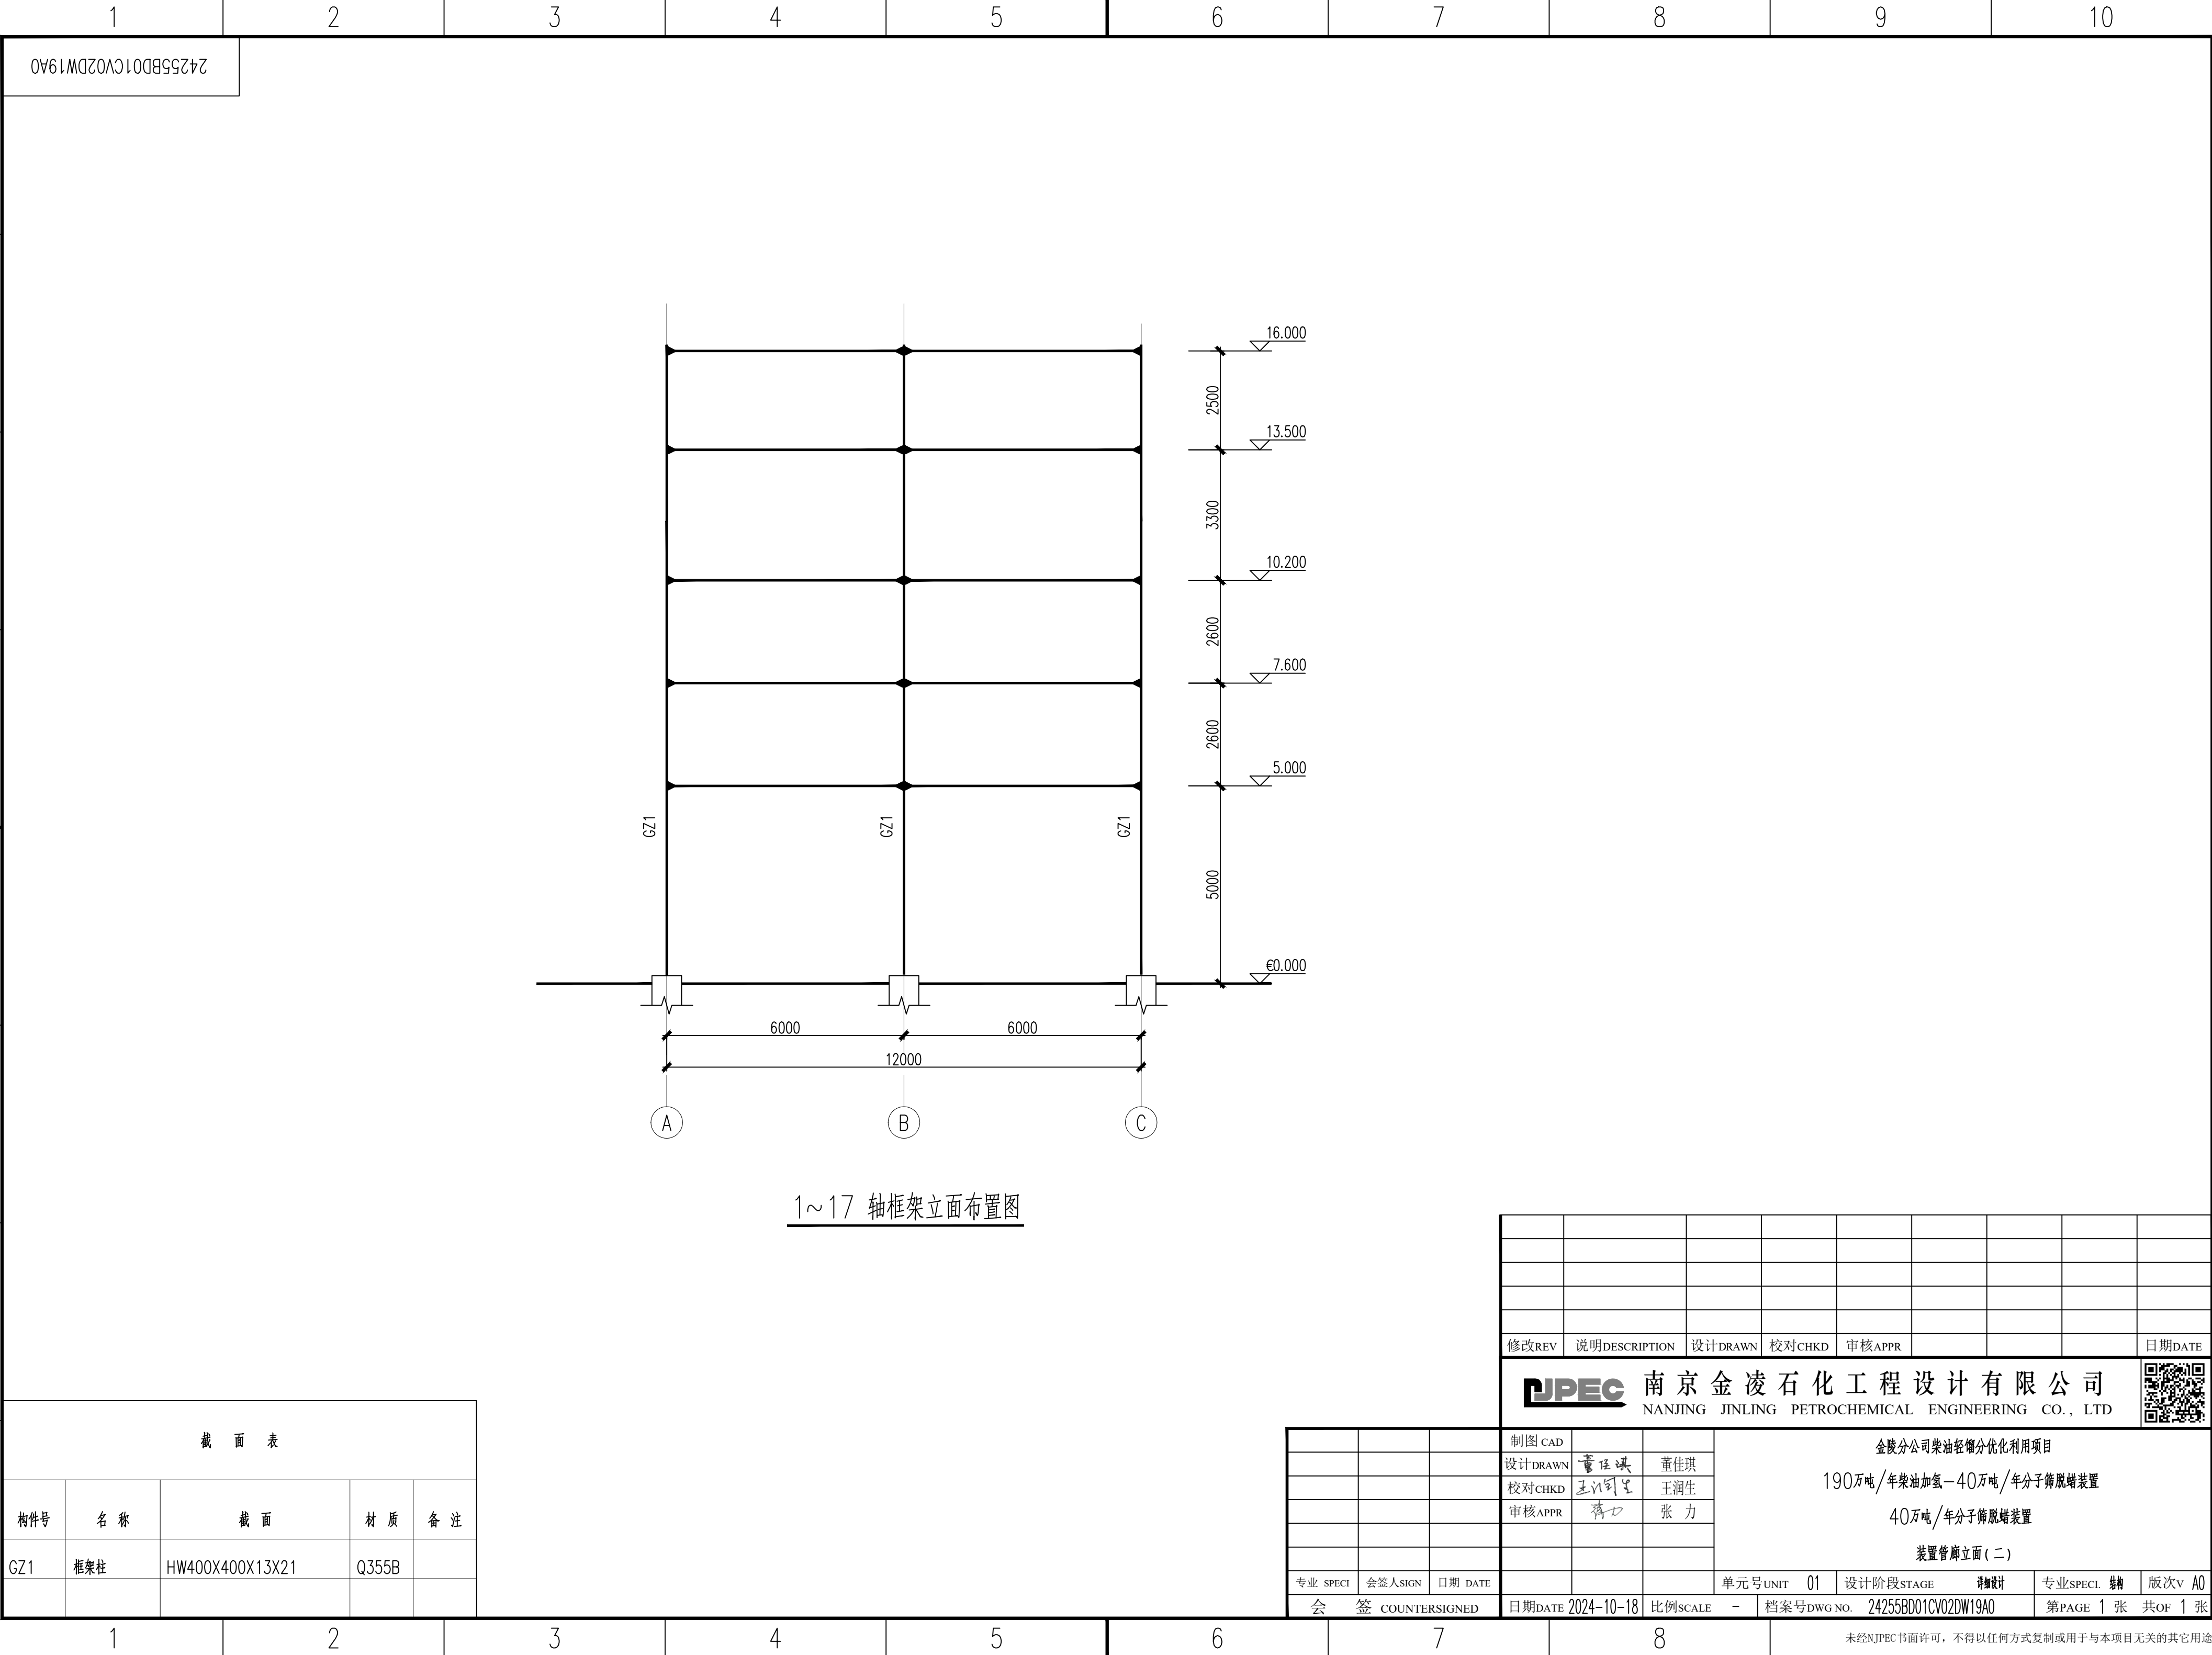 1 2 3 4 5 6 7 8 9 10
24255BD01CV02DW19A0
16.000
2500
13.500
3300
10.200
2600
7.600
2600
5.000
GZ1 GZ1 GZ1
5000
€0.000
6000 6000
12000
A B C
1~17 轴框架立面布置图
截 面 表
构件号 名 称 截 面 材 质 备 注
GZ1 框架柱 HW400X400X13X21 Q355B
修改REV 说明DESCRIPTION 设计DRAWN 校对CHKD 审核APPR 日期DATE
NJPEC 南京金凌石化工程设计有限公司
NANJING JINLING PETROCHEMICAL ENGINEERING CO., LTD
制图 CAD
设计DRAWN 董佳琪 董佳琪
校对CHKD 王润生 王润生
审核APPR 张 力
金陵分公司柴油轻馏分优化利用项目
190万吨/年柴油加氢-40万吨/年分子筛脱蜡装置
40万吨/年分子筛脱蜡装置
装置管廊立面(二)
专业 SPECI 会签人SIGN 日期 DATE
会 签 COUNTERSIGNED
单元号UNIT 01 设计阶段STAGE 详细设计 专业SPECI. 结构 版次V A0
日期DATE 2024-10-18 比例SCALE - 档案号DWG NO. 24255BD01CV02DW19A0 第PAGE 1 张 共OF 1 张
1 2 3 4 5 6 7 8
未经NJPEC书面许可，不得以任何方式复制或用于与本项目无关的其它用途